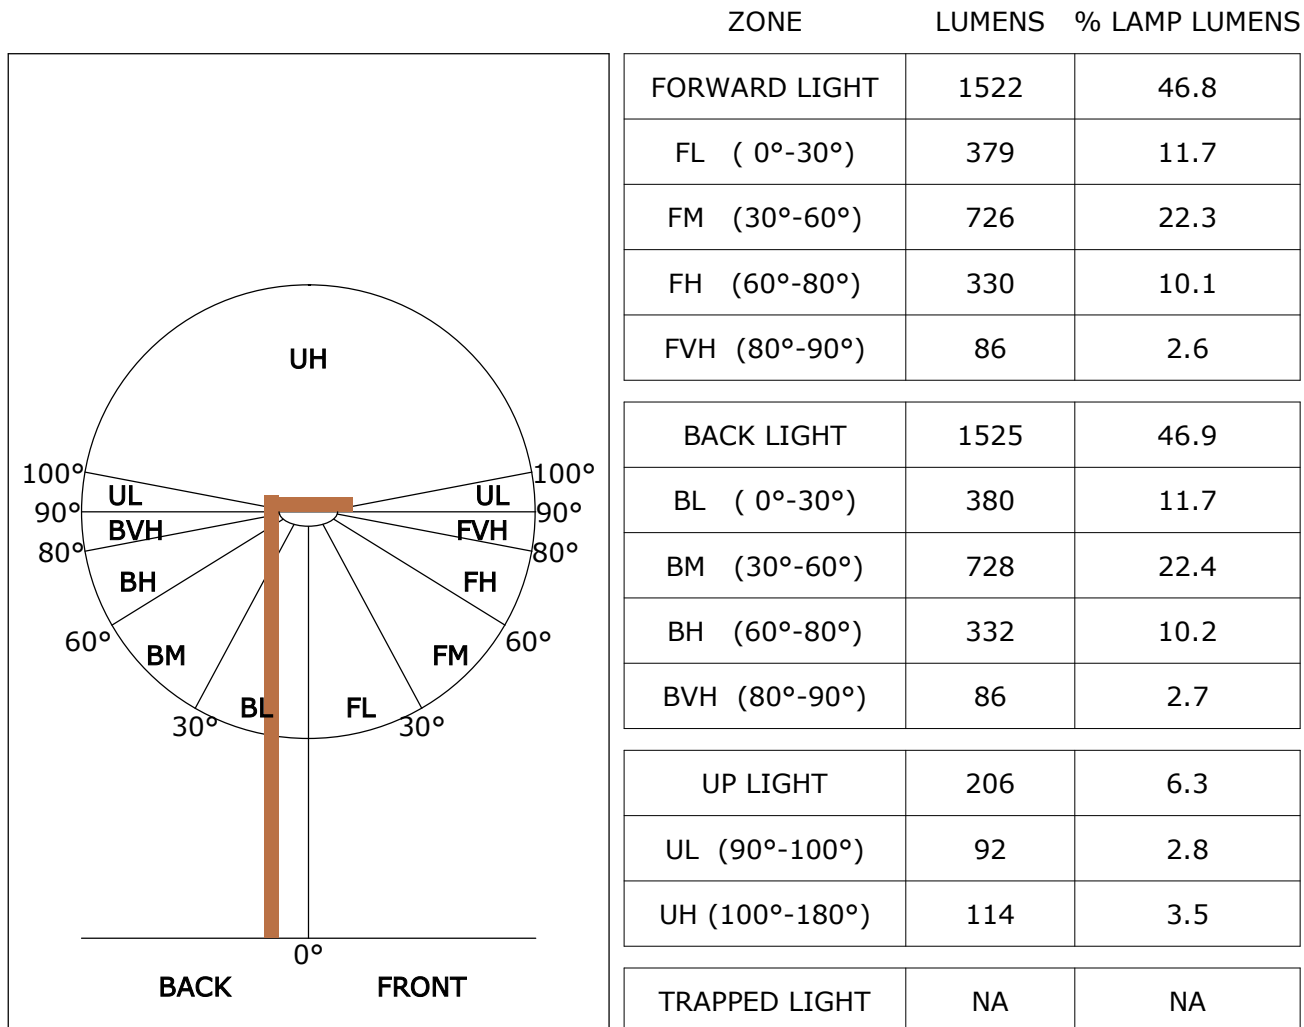 ZONE LUMENS % LAMP LUMENS
FORWARD LIGHT 1522 46.8
FL ( 0°-30°) 379 11.7
FM (30°-60°) 726 22.3
FH (60°-80°) 330 10.1
FVH (80°-90°) 86 2.6
BACK LIGHT 1525 46.9
BL ( 0°-30°) 380 11.7
BM (30°-60°) 728 22.4
BH (60°-80°) 332 10.2
BVH (80°-90°) 86 2.7
UP LIGHT 206 6.3
UL (90°-100°) 92 2.8
UH (100°-180°) 114 3.5
TRAPPED LIGHT NA NA
UH
100° 100°
UL UL
90° 90°
BVH FVH
80° 80°
BH FH
60° 60°
BM FM
BL FL
30° 30°
0°
BACK FRONT